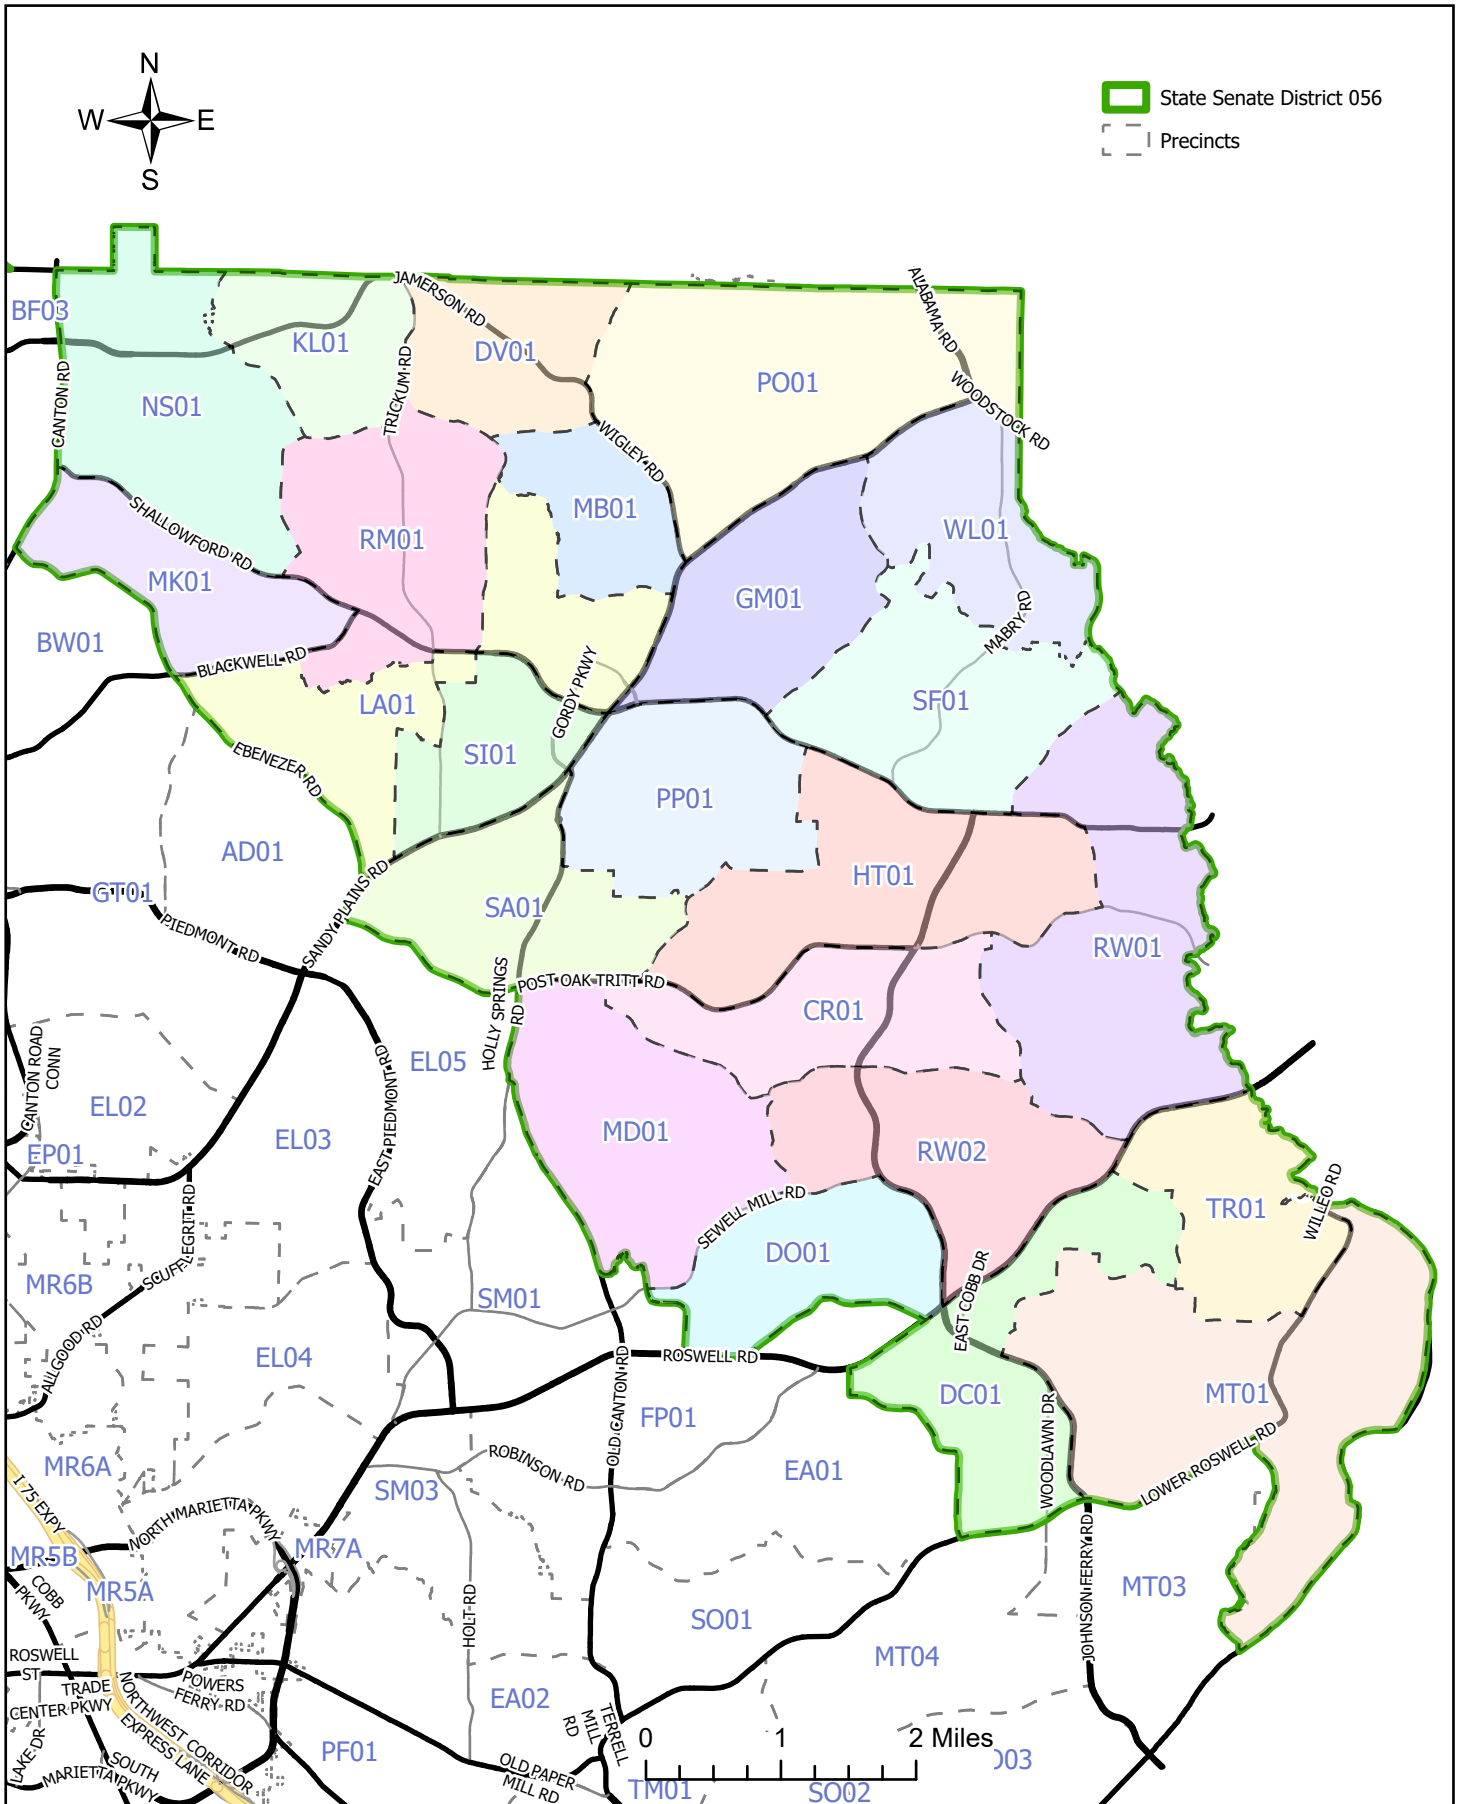 N
W E
S
State Senate District 056
Precincts
JAMERSON RD
ALABAMA RD
BF03
KL01
DV01
PO01
WOODSTOCK RD
TRICKUM RD
CANTON RD
NS01
WIGLEY RD
MB01
WL01
SHALLOWFORD RD
RM01
MK01
GM01
MABRY RD
BW01
BLACKWELL RD
GORDY PKWY
LA01
SF01
EBENEZER RD
SI01
PP01
AD01
GT01
HT01
SANDY PLAINS RD
SA01
PIEDMONT RD
RW01
HOLLY SPRINGS
RD
POST OAK TRITT RD
CR01
CANTON ROAD
CONN
EL05
EL02
EAST PIEDMONT RD
EL03
MD01
EP01
RW02
SCUFFLEGRIT RD
SEWELL MILL RD
TR01
WILLEO RD
DO01
MR6B
SM01
EAST COBB DR
ALLGOOD RD
EL04
ROSWELL RD
OLD CANTON RD
DC01
MT01
FP01
WOODLAWN DR
LOWER ROSWELL RD
MR6A
ROBINSON RD
EA01
SM03
I 75 EXPY
NORTH MARIETTA PKWY
MR7A
MR5B
JOHNSON FERRY RD
COBB
PKWY
MR5A
MT03
HOLT RD
SO01
MT04
ROSWELL
ST
POWERS
FERRY RD
TRADE
CENTER PKWY
EA02
TERRELL
MILL
RD
NORTHWEST CORRIDOR
EXPRESS LANE
0 1 2 Miles
LAKE DR
SOUTH
MARIETTA PKWY
PF01
OLD PAPER
MILL RD
TM01
SO02